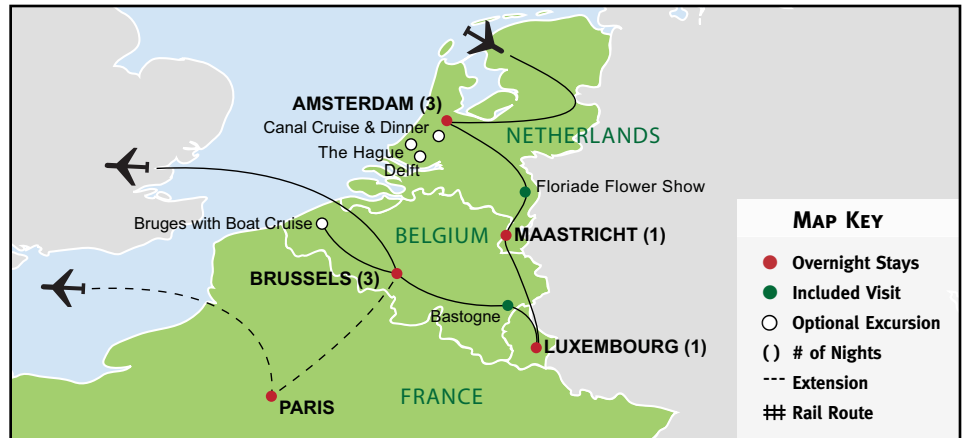 AMSTERDAM (3)
Canal Cruise & Dinner
The Hague
Delft
NETHERLANDS
Floriade Flower Show
Bruges with Boat Cruise
BELGIUM
MAASTRICHT (1)
BRUSSELS (3)
Bastogne
LUXEMBOURG (1)
PARIS
FRANCE
MAP KEY
Overnight Stays
Included Visit
Optional Excursion
( ) # of Nights
--- Extension
Rail Route